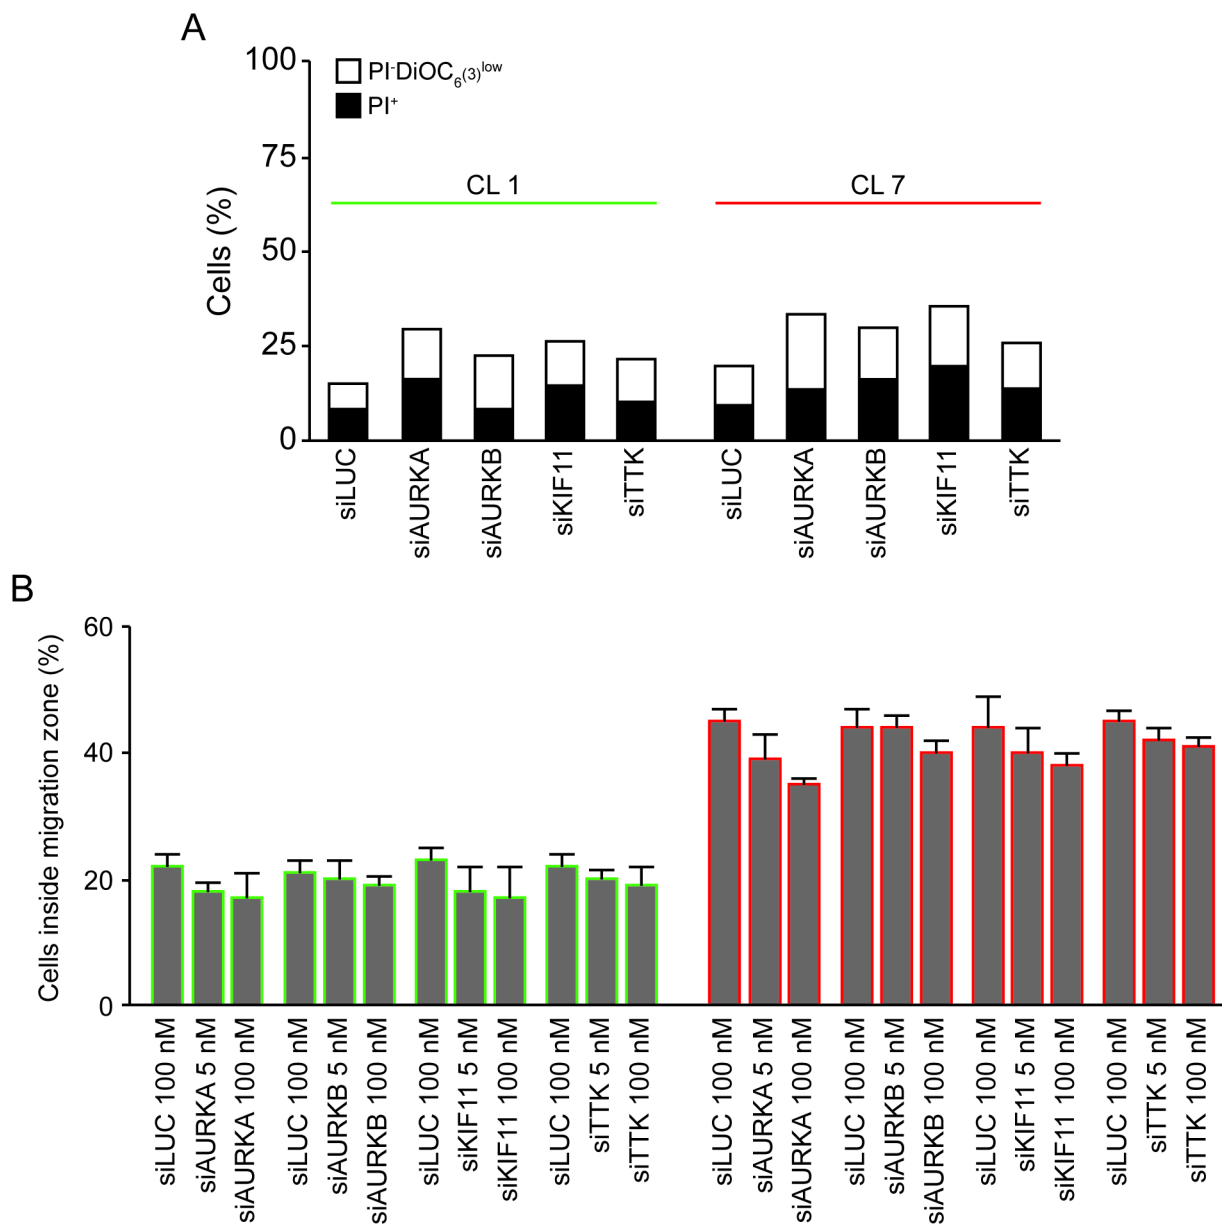 A
100
75
50
25
0
Cells (%)
PI-DiOC6(3)low
PI+
CL 1
CL 7
siLUC
siAURKA
siAURKB
siKIF11
siTTK
siLUC
siAURKA
siAURKB
siKIF11
siTTK
B
60
40
20
0
Cells inside migration zone (%)
siLUC 100 nM
siAURKA 5 nM
siAURKA 100 nM
siLUC 100 nM
siAURKB 5 nM
siAURKB 100 nM
siLUC 100 nM
siKIF11 5 nM
siKIF11 100 nM
siLUC 100 nM
siTTK 5 nM
siTTK 100 nM
siLUC 100 nM
siAURKA 5 nM
siAURKA 100 nM
siLUC 100 nM
siAURKB 5 nM
siAURKB 100 nM
siLUC 100 nM
siKIF11 5 nM
siKIF11 100 nM
siLUC 100 nM
siTTK 5 nM
siTTK 100 nM